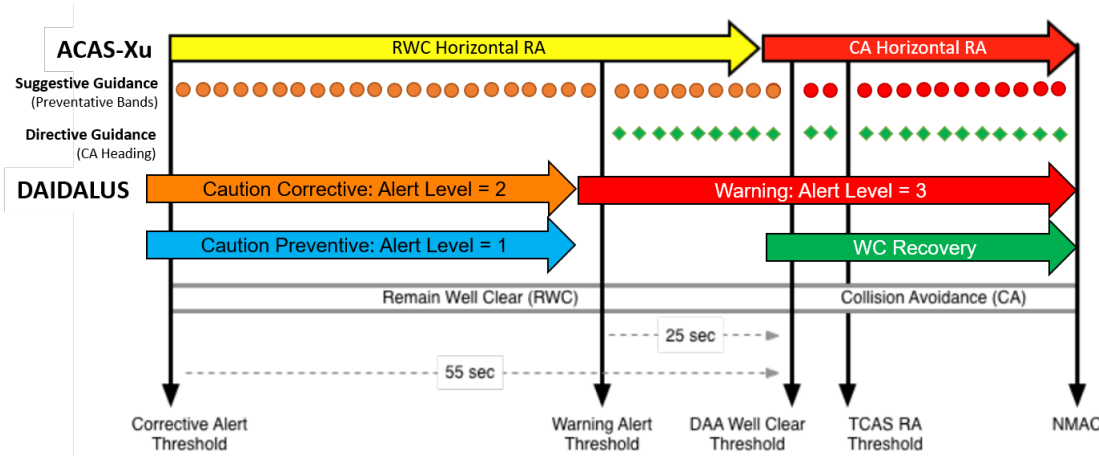 ACAS-Xu
RWC Horizontal RA
CA Horizontal RA
Suggestive Guidance
(Preventative Bands)
Directive Guidance
(CA Heading)
DAIDALUS
Caution Corrective: Alert Level = 2
Warning: Alert Level = 3
Caution Preventive: Alert Level = 1
WC Recovery
Remain Well Clear (RWC)
Collision Avoidance (CA)
25 sec
55 sec
Corrective Alert
Threshold
Warning Alert
Threshold
DAA Well Clear
Threshold
TCAS RA
Threshold
NMAC